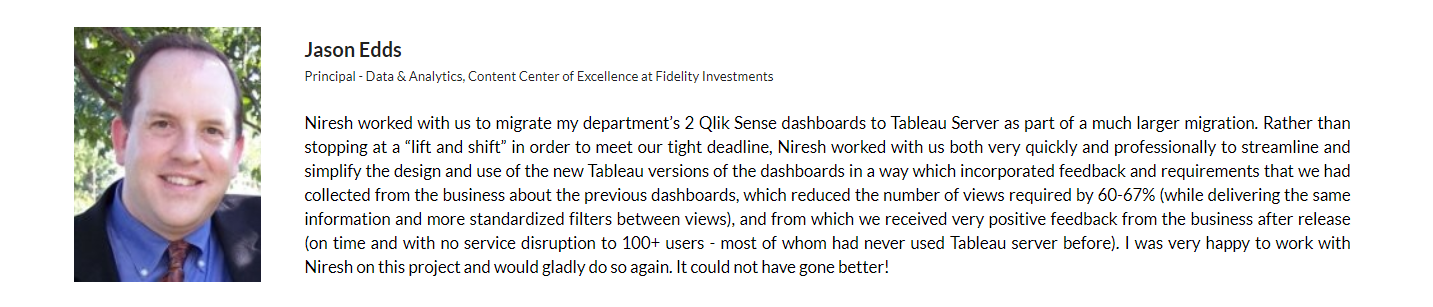 Jason Edds
Principal - Data & Analytics, Content Center of Excellence at Fidelity Investments
Niresh worked with us to migrate my department’s 2 Qlik Sense dashboards to Tableau Server as part of a much larger migration. Rather than
stopping at a “lift and shift” in order to meet our tight deadline, Niresh worked with us both very quickly and professionally to streamline and
simplify the design and use of the new Tableau versions of the dashboards in a way which incorporated feedback and requirements that we had
collected from the business about the previous dashboards, which reduced the number of views required by 60-67% (while delivering the same
information and more standardized filters between views), and from which we received very positive feedback from the business after release
(on time and with no service disruption to 100+ users - most of whom had never used Tableau server before). I was very happy to work with
Niresh on this project and would gladly do so again. It could not have gone better!